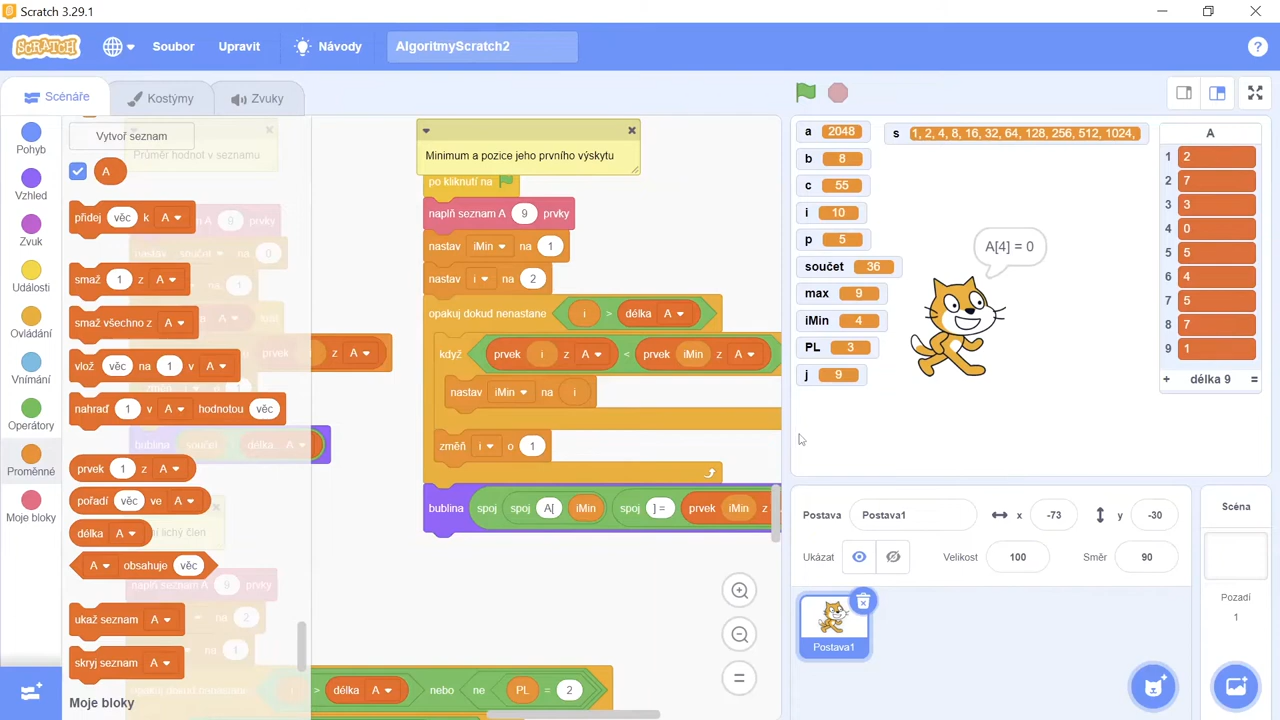 Scratch 3.29.1
SCRATCH
Soubor
Upravit
Návody
AlgoritmyScratch2
?
Scénáře
Kostýmy
Zvuky
Pohyb
Vzhled
Zvuk
Události
Ovládání
Vnímání
Operátory
Proměnné
Moje bloky
Vytvoř seznam
Průměr hodnot v seznamu
A
přidej věc k A
smaž 1 z A
smaž všechno z A
vlož věc na 1 v A
nahraď 1 v A hodnotou věc
prvek 1 z A
pořadí věc ve A
délka A
A obsahuje věc
ukaž seznam A
skryj seznam A
Moje bloky
Minimum a pozice jeho prvního výskytu
po kliknutí na
naplň seznam A 9 prvky
nastav iMin na 1
nastav i na 2
opakuj dokud nenastane i > délka A
když prvek i z A < prvek iMin z A
nastav iMin na i
změň i o 1
bublina spoj spoj A[ iMin spoj ] = prvek iMin z
> délka A nebo ne PL = 2
a 2048
b 8
c 55
i 10
p 5
součet 36
max 9
iMin 4
PL 3
j 9
s 1, 2, 4, 8, 16, 32, 64, 128, 256, 512, 1024,
A
1 2
2 7
3 3
4 0
5 5
6 4
7 5
8 7
9 1
+ délka 9 =
A[4] = 0
Postava Postava1 x -73 y -30
Ukázat Velikost 100 Směr 90
Postava1
Scéna
Pozadí
1